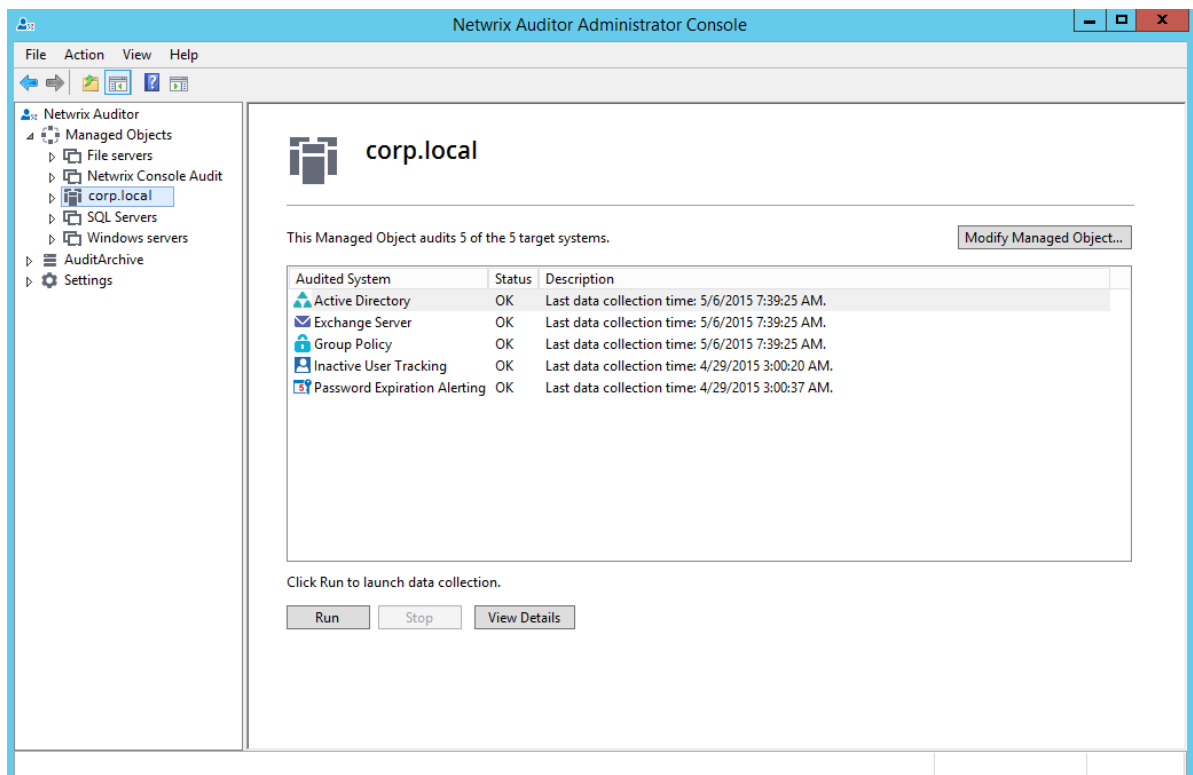 Netwrix Auditor Administrator Console
File Action View Help
Netwrix Auditor
Managed Objects
File servers
Netwrix Console Audit
corp.local
SQL Servers
Windows servers
AuditArchive
Settings
corp.local
This Managed Object audits 5 of the 5 target systems.
Modify Managed Object...
Audited System Status Description
Active Directory OK Last data collection time: 5/6/2015 7:39:25 AM.
Exchange Server OK Last data collection time: 5/6/2015 7:39:25 AM.
Group Policy OK Last data collection time: 5/6/2015 7:39:25 AM.
Inactive User Tracking OK Last data collection time: 4/29/2015 3:00:20 AM.
Password Expiration Alerting OK Last data collection time: 4/29/2015 3:00:37 AM.
Click Run to launch data collection.
Run Stop View Details